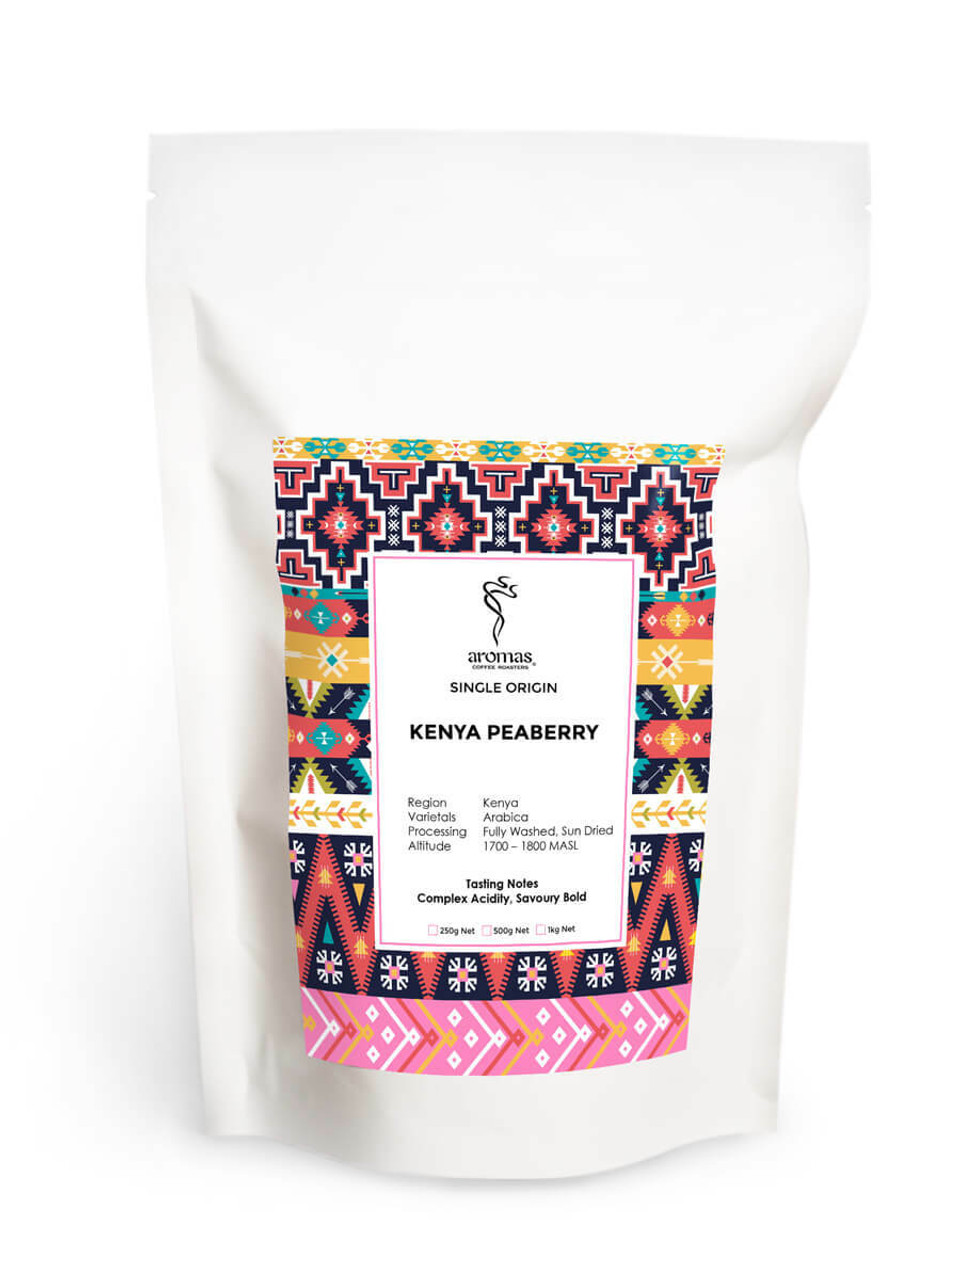 aromas
COFFEE ROASTERS ®
SINGLE ORIGIN
KENYA PEABERRY
Region Kenya
Varietals Arabica
Processing Fully Washed, Sun Dried
Altitude 1700 – 1800 MASL
Tasting Notes
Complex Acidity, Savoury Bold
250g Net 500g Net 1kg Net